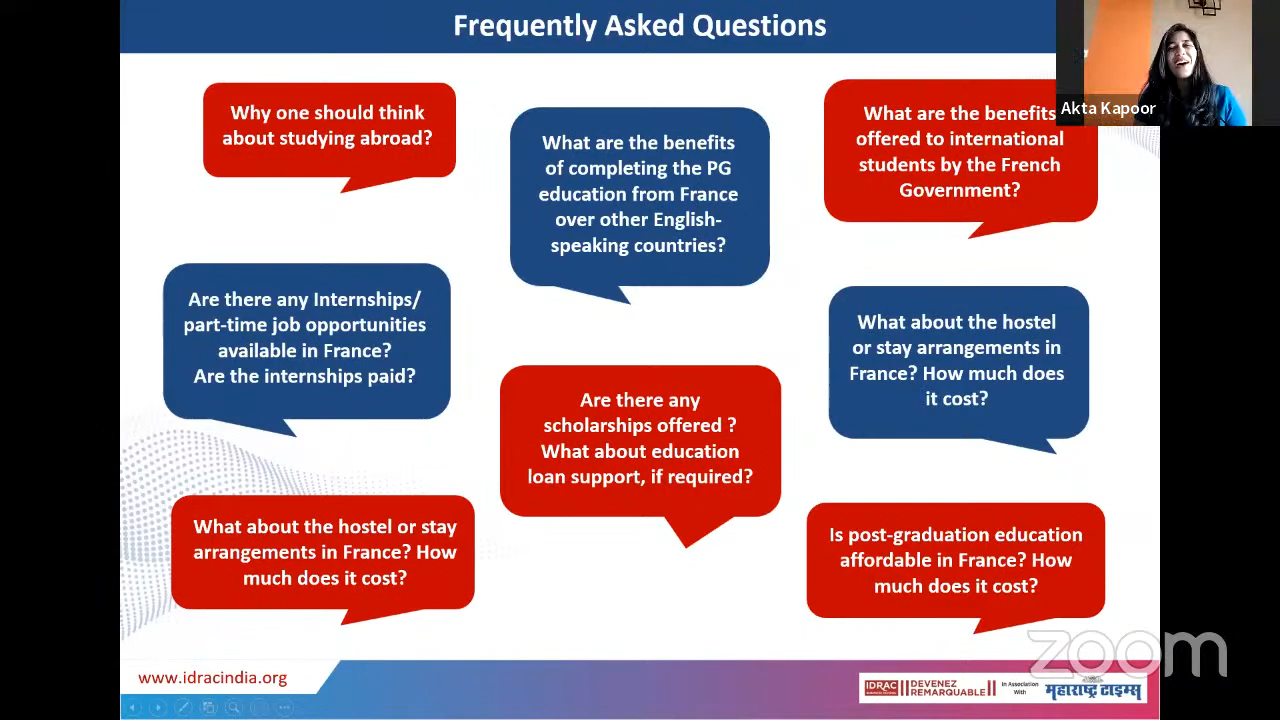 Frequently Asked Questions
Akta Kapoor
Why one should think
about studying abroad?
What are the benefits
of completing the PG
education from France
over other English-
speaking countries?
What are the benefits
offered to international
students by the French
Government?
Are there any Internships/
part-time job opportunities
available in France?
Are the internships paid?
Are there any
scholarships offered ?
What about education
loan support, if required?
What about the hostel
or stay arrangements in
France? How much does
it cost?
What about the hostel or stay
arrangements in France? How
much does it cost?
Is post-graduation education
affordable in France? How
much does it cost?
zoom
www.idracindia.org
IDRAC
DEVENEZ
REMARQUABLE
In Association
With
महाराष्ट्र टाइम्स